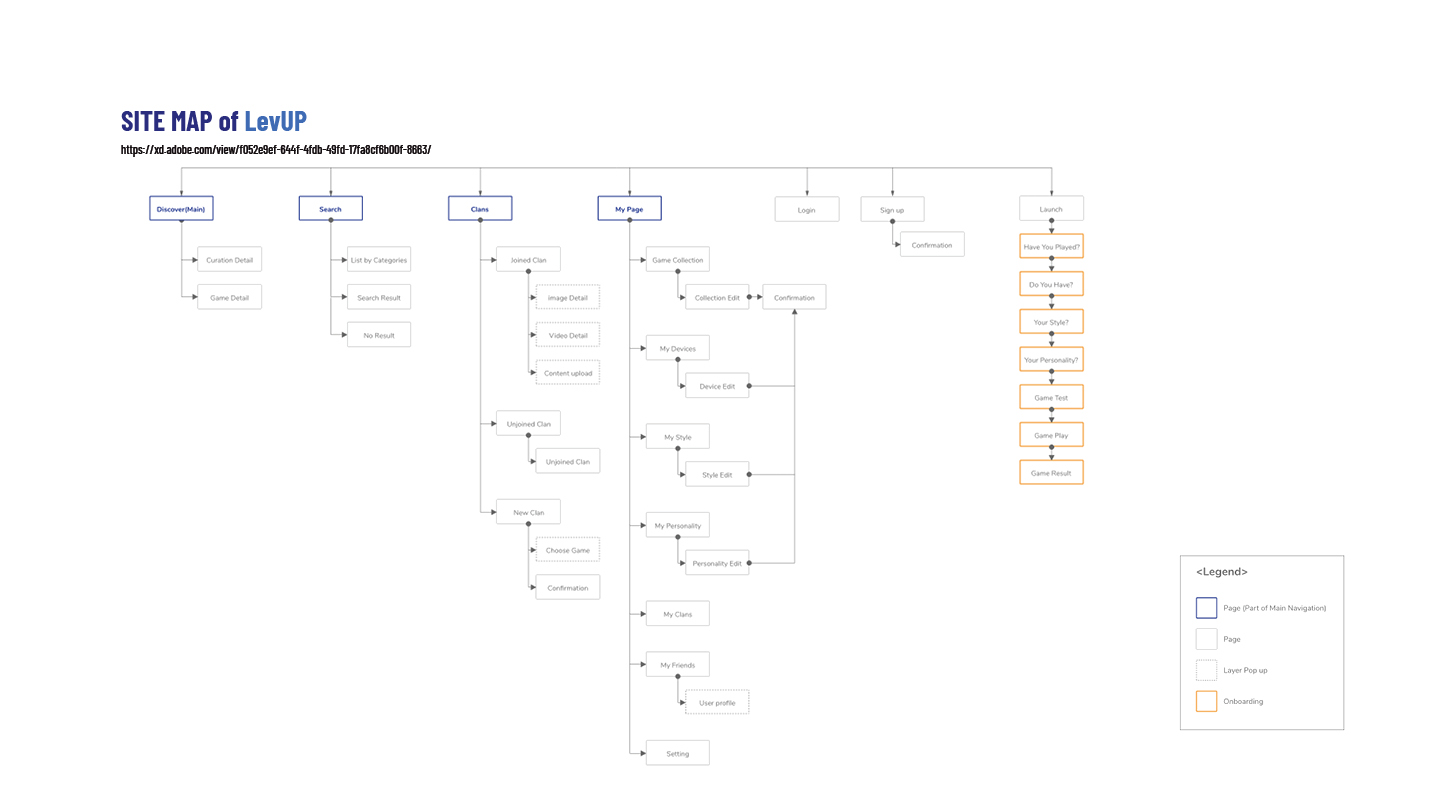 SITE MAP of LevUP
https://xd.adobe.com/view/f052e9ef-644f-4fdb-49fd-17fa8cf6b00f-8663/
Discover(Main)
Curation Detail
Game Detail
Search
List by Categories
Search Result
No Result
Clans
Joined Clan
image Detail
Video Detail
Content upload
Unjoined Clan
Unjoined Clan
New Clan
Choose Game
Confirmation
My Page
Game Collection
Collection Edit
Confirmation
My Devices
Device Edit
My Style
Style Edit
My Personality
Personality Edit
My Clans
My Friends
User profile
Setting
Login
Sign up
Confirmation
Launch
Have You Played?
Do You Have?
Your Style?
Your Personality?
Game Test
Game Play
Game Result
<Legend>
Page (Part of Main Navigation)
Page
Layer Pop up
Onboarding